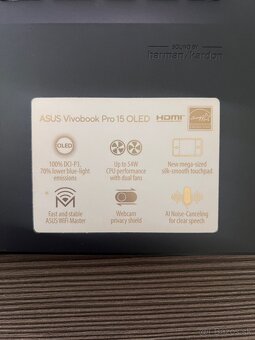 SOUND BY
harman/kardon
ASUS Vivobook Pro 15 OLED
HDMI
OLED
100% DCI-P3,
70% lower blue-light
emissions
Up to 54W
CPU performance
with dual fans
New mega-sized
silk-smooth touchpad
Fast and stable
ASUS WiFi Master
Webcam
privacy shield
AI Noise-Canceling
for clear speech